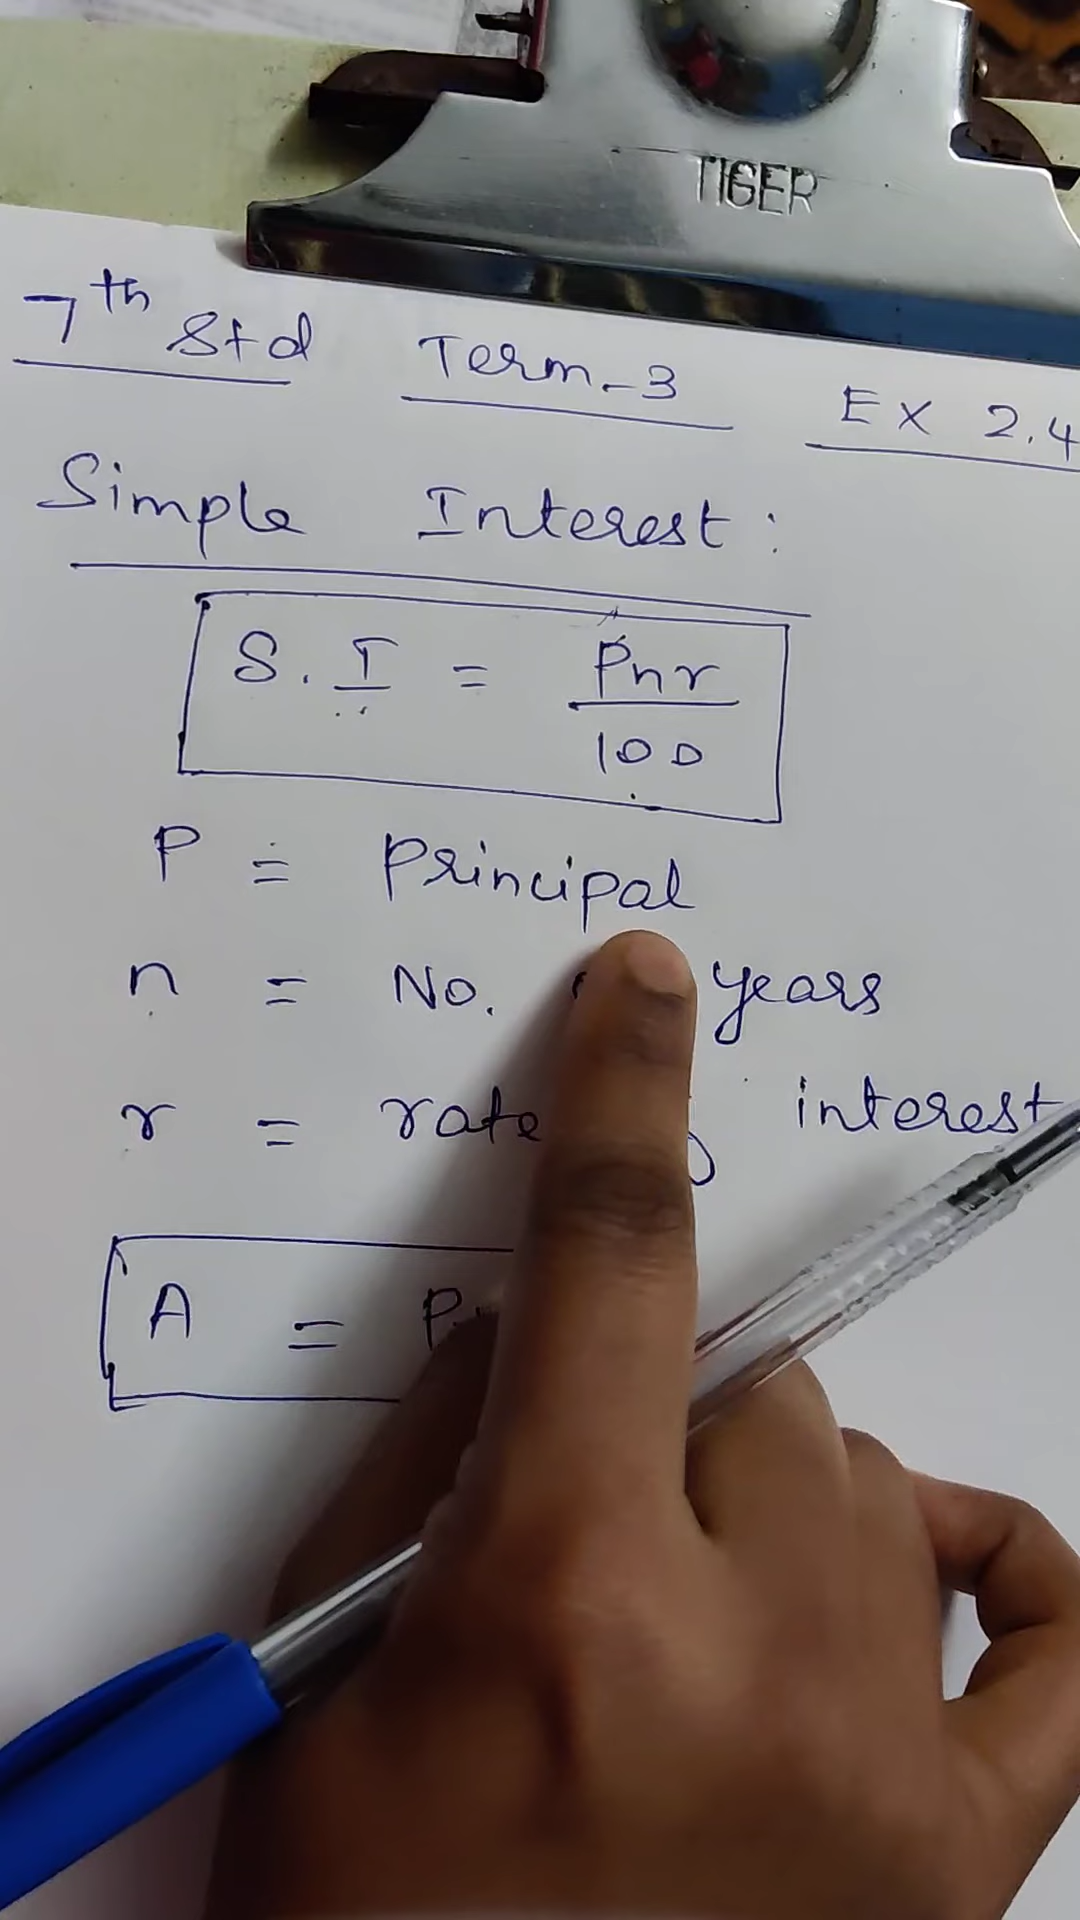 TIGER
7th Std Term-3 Ex 2.4
Simple Interest:
S.I = Pnr
100
P = Principal
n = No. years
r = rate interest
A = P